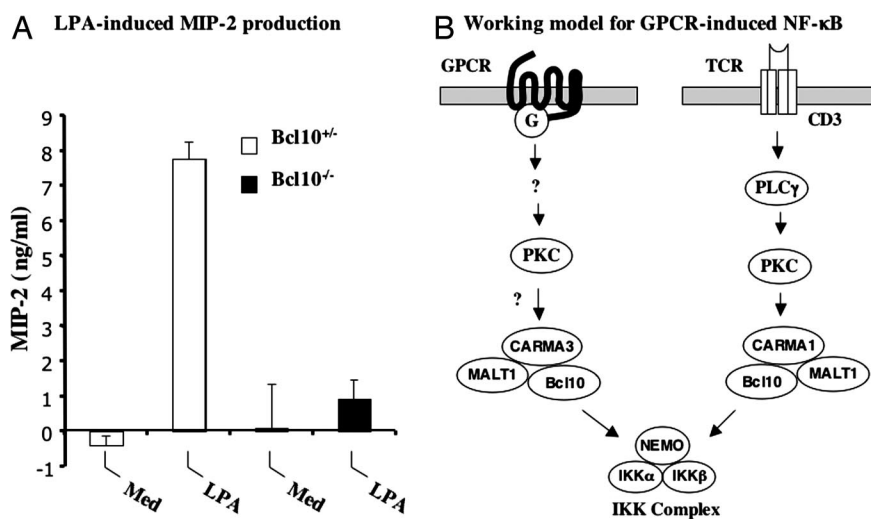 A LPA-induced MIP-2 production
MIP-2 ( ng/ml)
9
8
7
6
5
4
3
2
1
0
-1
Bcl10+/-
Bcl10-/-
Med
LPA
Med
LPA
B Working model for GPCR-induced NF-κB
GPCR
G
?
PKC
?
CARMA3
MALT1
Bcl10
TCR
CD3
PLCγ
PKC
CARMA1
Bcl10
MALT1
NEMO
IKKα
IKKβ
IKK Complex